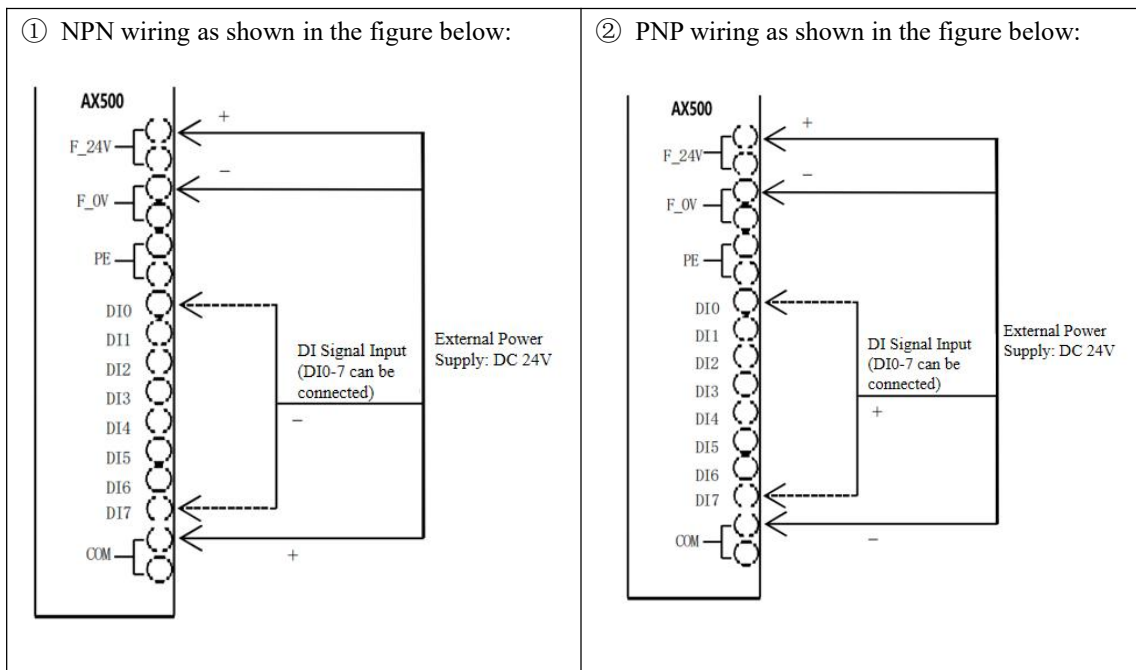 ① NPN wiring as shown in the figure below:
AX500
+
F_24V
−
F_0V
PE
DI0
DI1
DI2
DI3
DI4
DI5
DI6
DI7
COM
DI Signal Input
(DI0-7 can be
connected)
−
External Power
Supply: DC 24V
+
② PNP wiring as shown in the figure below:
AX500
+
F_24V
−
F_0V
PE
DI0
DI1
DI2
DI3
DI4
DI5
DI6
DI7
COM
DI Signal Input
(DI0-7 can be
connected)
+
External Power
Supply: DC 24V
−